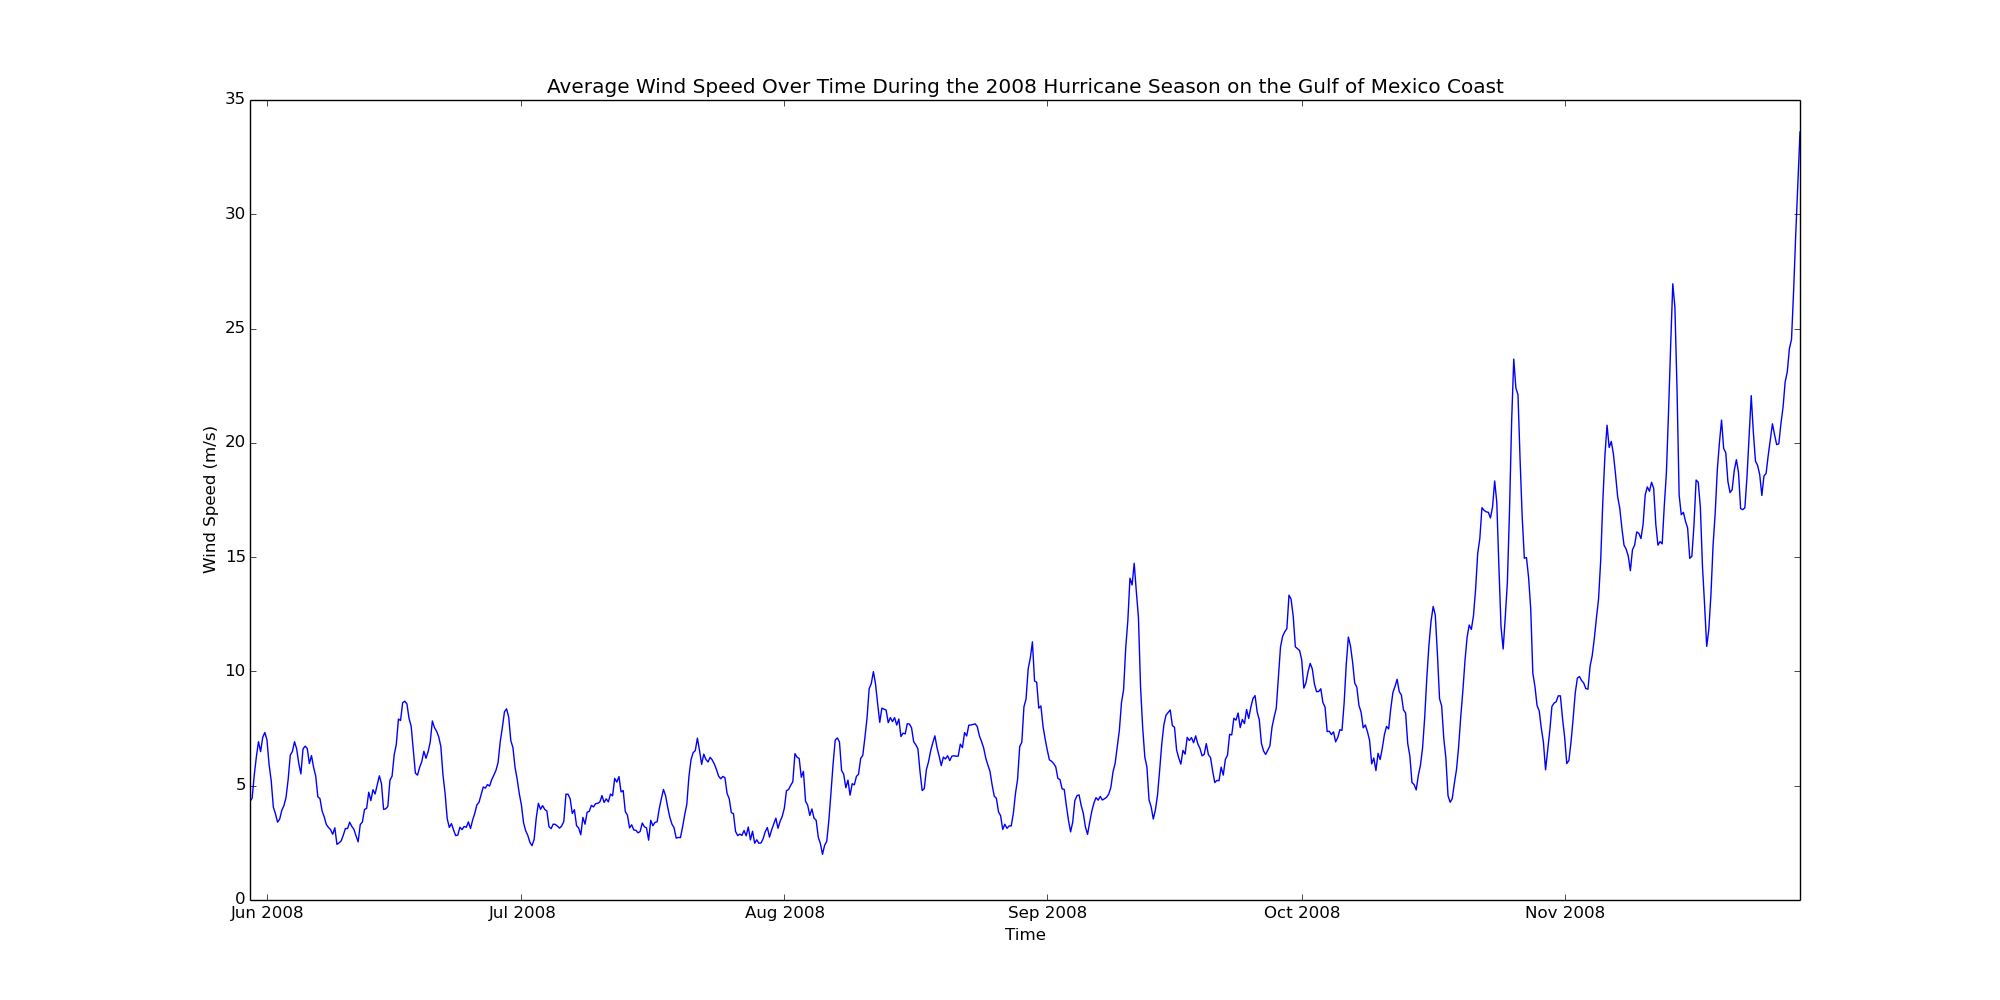 Average Wind Speed Over Time During the 2008 Hurricane Season on the Gulf of Mexico Coast
35
30
25
20
15
10
5
0
Wind Speed (m/s)
Jun 2008 Jul 2008 Aug 2008 Sep 2008 Oct 2008 Nov 2008
Time